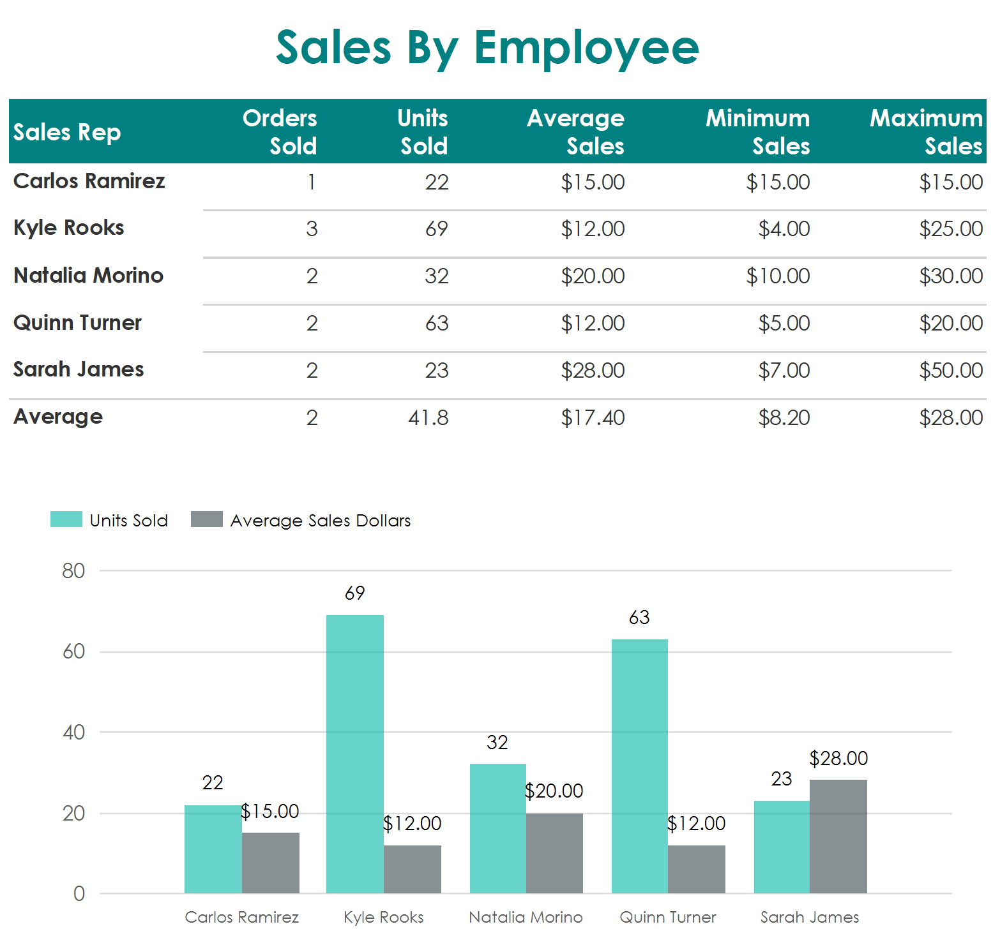 Sales By Employee
Sales Rep Orders Sold Units Sold Average Sales Minimum Sales Maximum Sales
Carlos Ramirez 1 22 $15.00 $15.00 $15.00
Kyle Rooks 3 69 $12.00 $4.00 $25.00
Natalia Morino 2 32 $20.00 $10.00 $30.00
Quinn Turner 2 63 $12.00 $5.00 $20.00
Sarah James 2 23 $28.00 $7.00 $50.00
Average 2 41.8 $17.40 $8.20 $28.00
Units Sold Average Sales Dollars
80
69
63
60
40
32
$28.00
22
23
$20.00
$15.00
20
$12.00 $12.00
0
Carlos Ramirez Kyle Rooks Natalia Morino Quinn Turner Sarah James